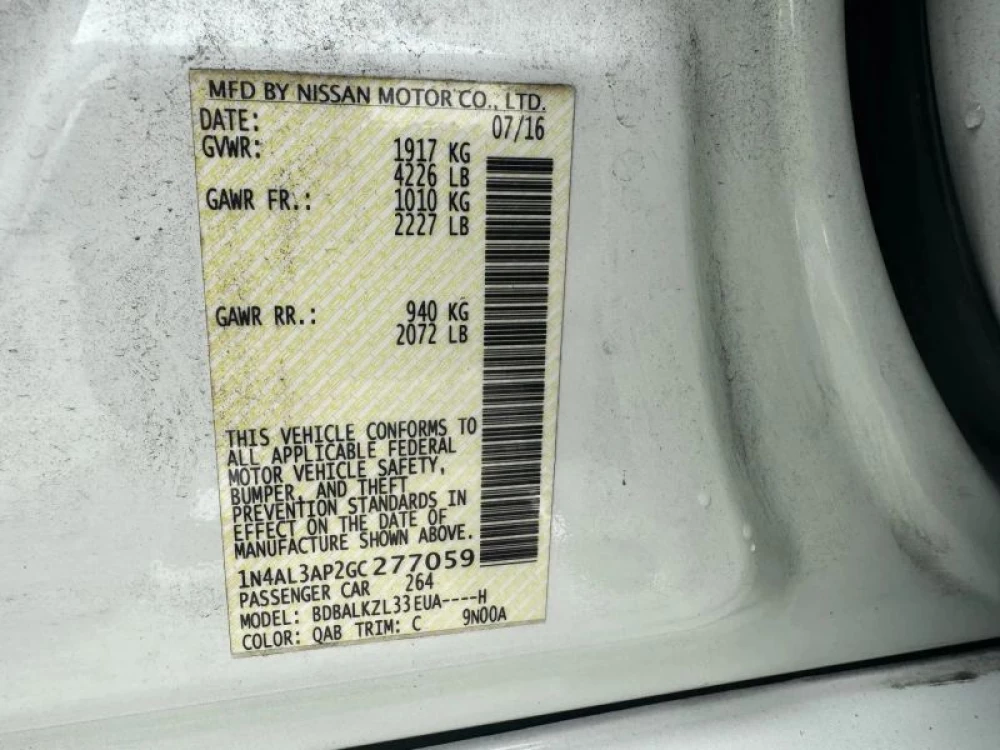 MFD BY NISSAN MOTOR CO., LTD.
DATE: 07/16
GVWR: 1917 KG
4226 LB
GAWR FR.: 1010 KG
2227 LB
GAWR RR.: 940 KG
2072 LB
THIS VEHICLE CONFORMS TO
ALL APPLICABLE FEDERAL
MOTOR VEHICLE SAFETY,
BUMPER, AND THEFT
PREVENTION STANDARDS IN
EFFECT ON THE DATE OF
MANUFACTURE SHOWN ABOVE.
1N4AL3AP2GC277059
PASSENGER CAR 264
MODEL: BDBALKZL33EUA----H
COLOR: QAB TRIM: C 9N00A